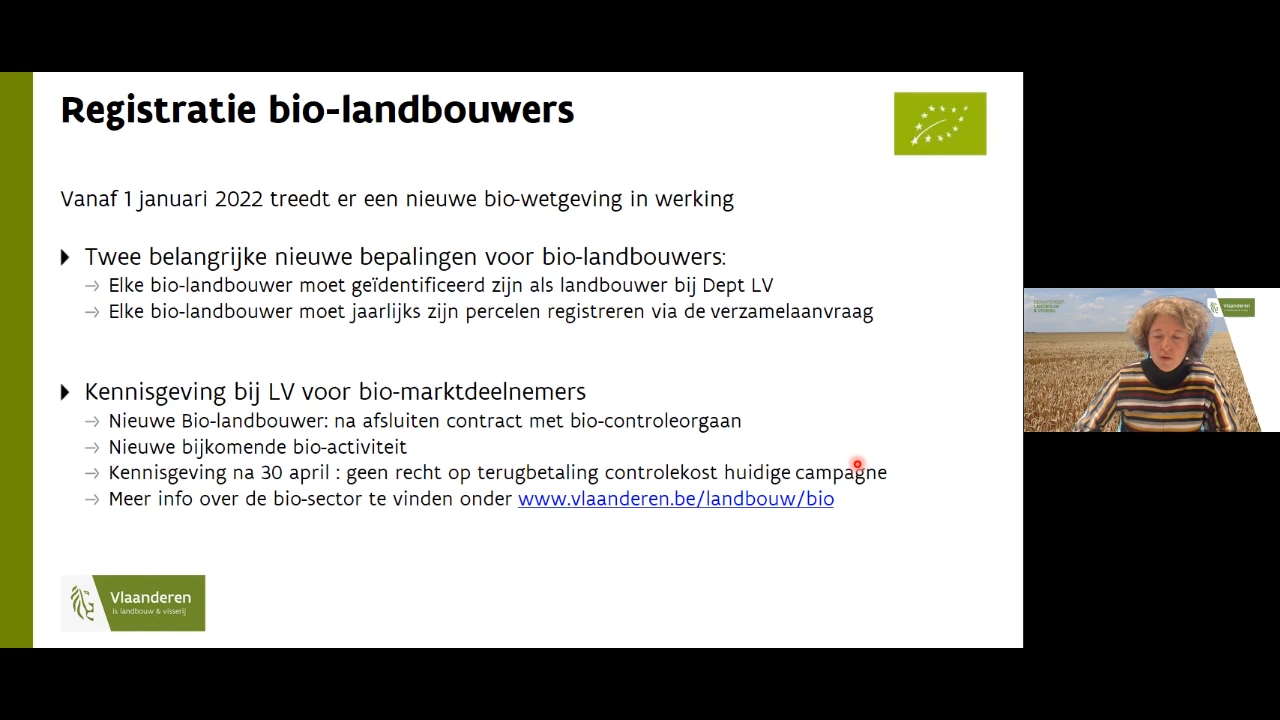 Registratie bio-landbouwers
Vanaf 1 januari 2022 treedt er een nieuwe bio-wetgeving in werking
Twee belangrijke nieuwe bepalingen voor bio-landbouwers:
Elke bio-landbouwer moet geïdentificeerd zijn als landbouwer bij Dept LV
Elke bio-landbouwer moet jaarlijks zijn percelen registreren via de verzamelaanvraag
Kennisgeving bij LV voor bio-marktdeelnemers
Nieuwe Bio-landbouwer: na afsluiten contract met bio-controleorgaan
Nieuwe bijkomende bio-activiteit
Kennisgeving na 30 april : geen recht op terugbetaling controlekost huidige campagne
Meer info over de bio-sector te vinden onder www.vlaanderen.be/landbouw/bio
Vlaanderen
is landbouw & visserij
DEPARTEMENT
LANDBOUW
& VISSERIJ
Vlaanderen